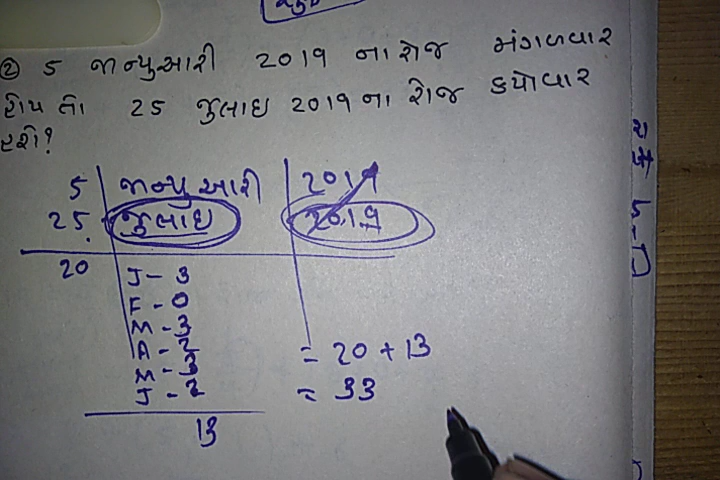 ② 5 જાન્યુઆરી 2019 ના રોજ મંગળવાર
હોય તો 25 જુલાઇ 2019 ના રોજ કયોવાર
હશે?
5 જાન્યુઆરી 2019
25 જુલાઇ 2019
20 J - 3
F - 0
M - 3
A - 2 = 20 + 13
M - 3
J - 2 = 33
13